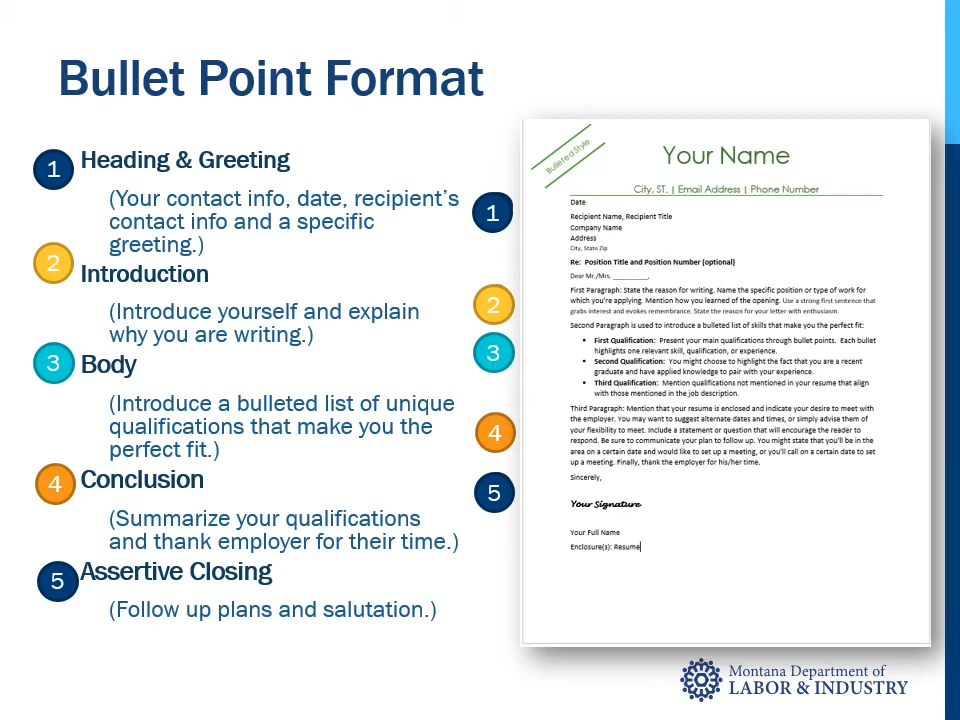 Bullet Point Format
1 Heading & Greeting
(Your contact info, date, recipient's
contact info and a specific
greeting.)
2 Introduction
(Introduce yourself and explain
why you are writing.)
3 Body
(Introduce a bulleted list of unique
qualifications that make you the
perfect fit.)
4 Conclusion
(Summarize your qualifications
and thank employer for their time.)
5 Assertive Closing
(Follow up plans and salutation.)
1
2
3
4
5
Bulleted Style
Your Name
City, ST. | Email Address | Phone Number
Date
Recipient Name, Recipient Title
Company Name
Address
City, State Zip
Re: Position Title and Position Number (optional)
Dear Mr./Mrs. __________,
First Paragraph: State the reason for writing. Name the specific position or type of work for
which you're applying. Mention how you learned of the opening. Use a strong first sentence that
grabs interest and evokes remembrance. State the reason for your letter with enthusiasm.
Second Paragraph is used to introduce a bulleted list of skills that make you the perfect fit:
• First Qualification: Present your main qualifications through bullet points. Each bullet
highlights one relevant skill, qualification, or experience.
• Second Qualification: You might choose to highlight the fact that you are a recent
graduate and have applied knowledge to pair with your experience.
• Third Qualification: Mention qualifications not mentioned in your resume that align
with those mentioned in the job description.
Third Paragraph: Mention that your resume is enclosed and indicate your desire to meet with
the employer. You may want to suggest alternate dates and times, or simply advise them of
your flexibility to meet. Include a statement or question that will encourage the reader to
respond. Be sure to communicate your plan to follow up. You might state that you'll be in the
area on a certain date and would like to set up a meeting, or you'll call on a certain date to set
up a meeting. Finally, thank the employer for his/her time.
Sincerely,
Your Signature
Your Full Name
Enclosure(s): Resume
Montana Department of
LABOR & INDUSTRY